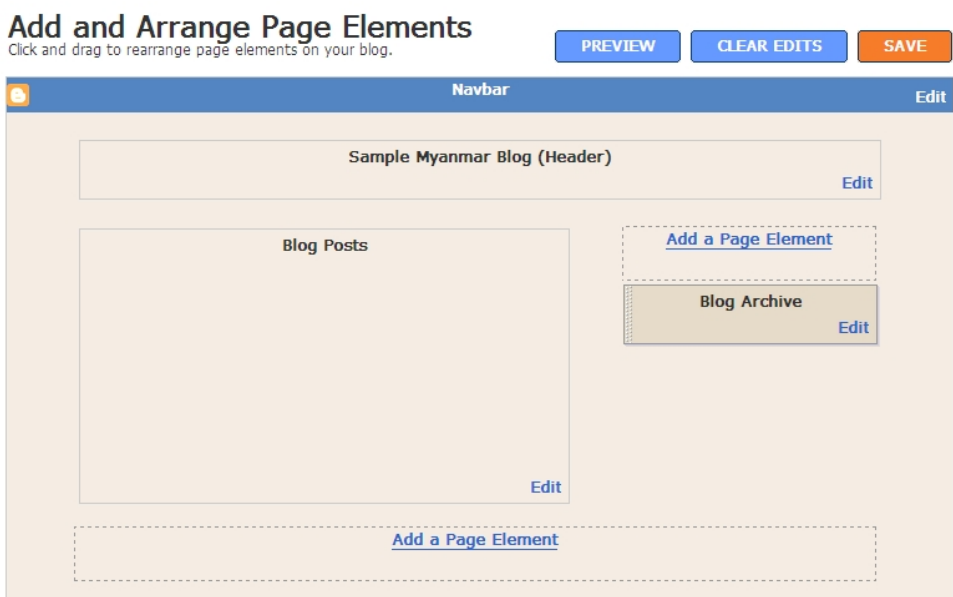 Add and Arrange Page Elements
Click and drag to rearrange page elements on your blog.
PREVIEW
CLEAR EDITS
SAVE
Navbar
Edit
Sample Myanmar Blog (Header)
Edit
Blog Posts
Edit
Add a Page Element
Blog Archive
Edit
Add a Page Element